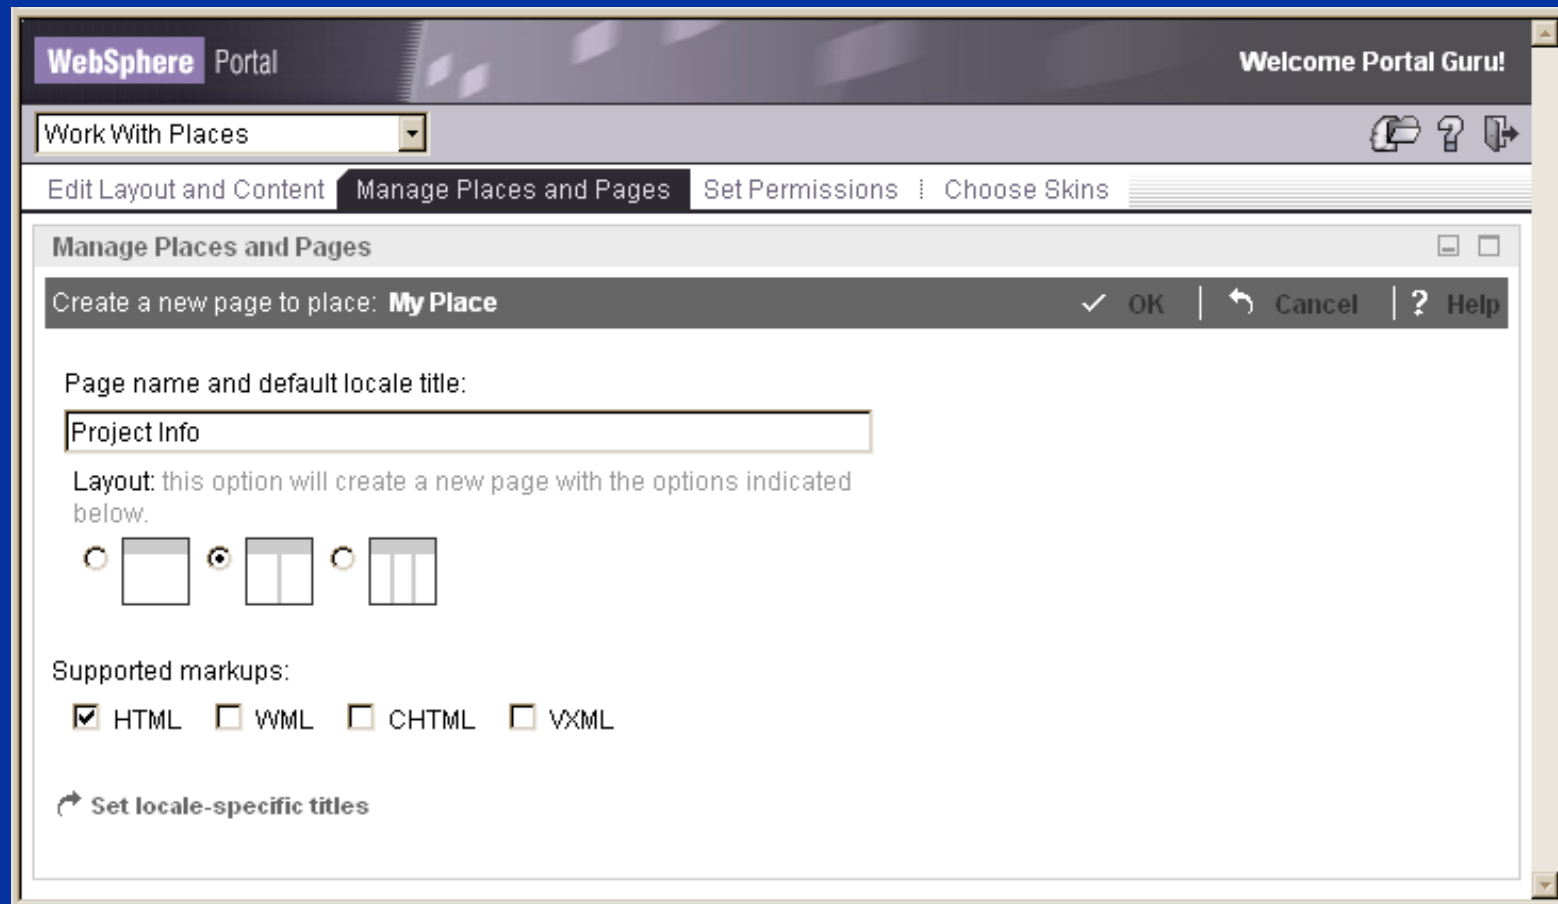 WebSphere Portal
Welcome Portal Guru!
Work With Places
Edit Layout and Content Manage Places and Pages Set Permissions Choose Skins
Manage Places and Pages
Create a new page to place: My Place OK Cancel ? Help
Page name and default locale title:
Project Info
Layout: this option will create a new page with the options indicated
below.
Supported markups:
HTML WML CHTML VXML
Set locale-specific titles